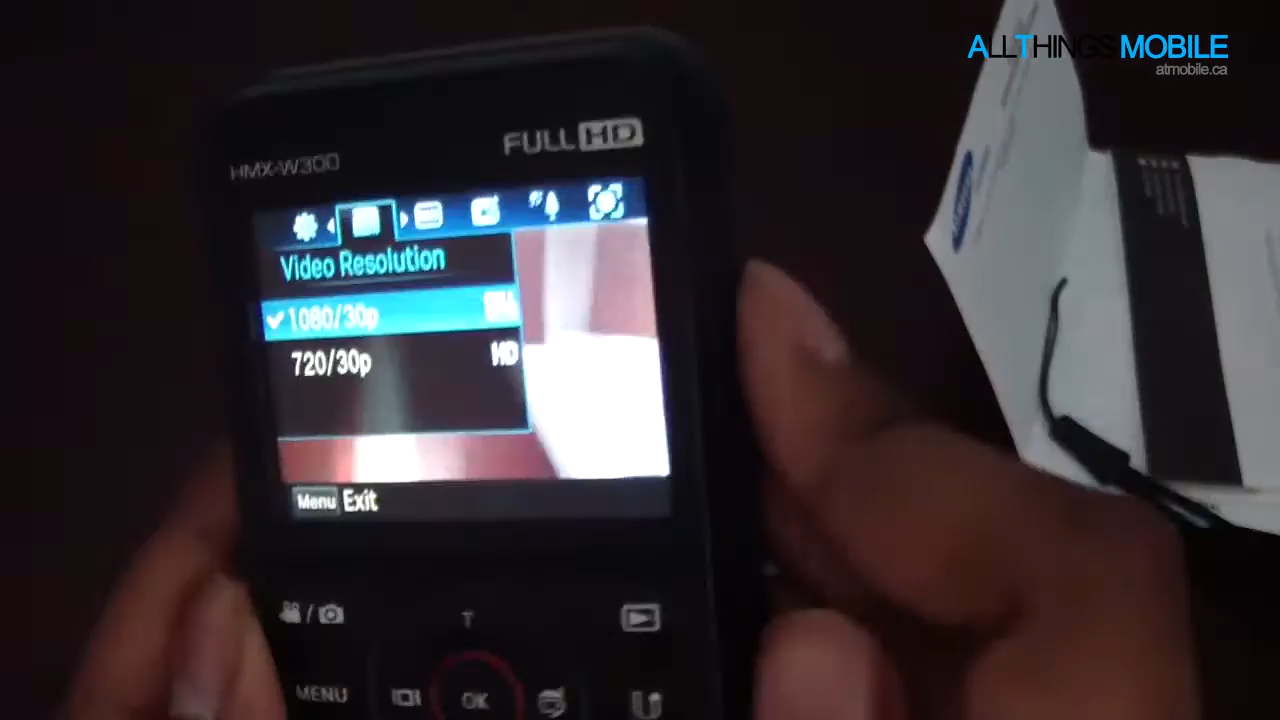 ALLTHINGS MOBILE
atmobile.ca
FULL HD
HMX-W300
Video Resolution
1080/30p
720/30p HD
Menu Exit
T
MENU
OK